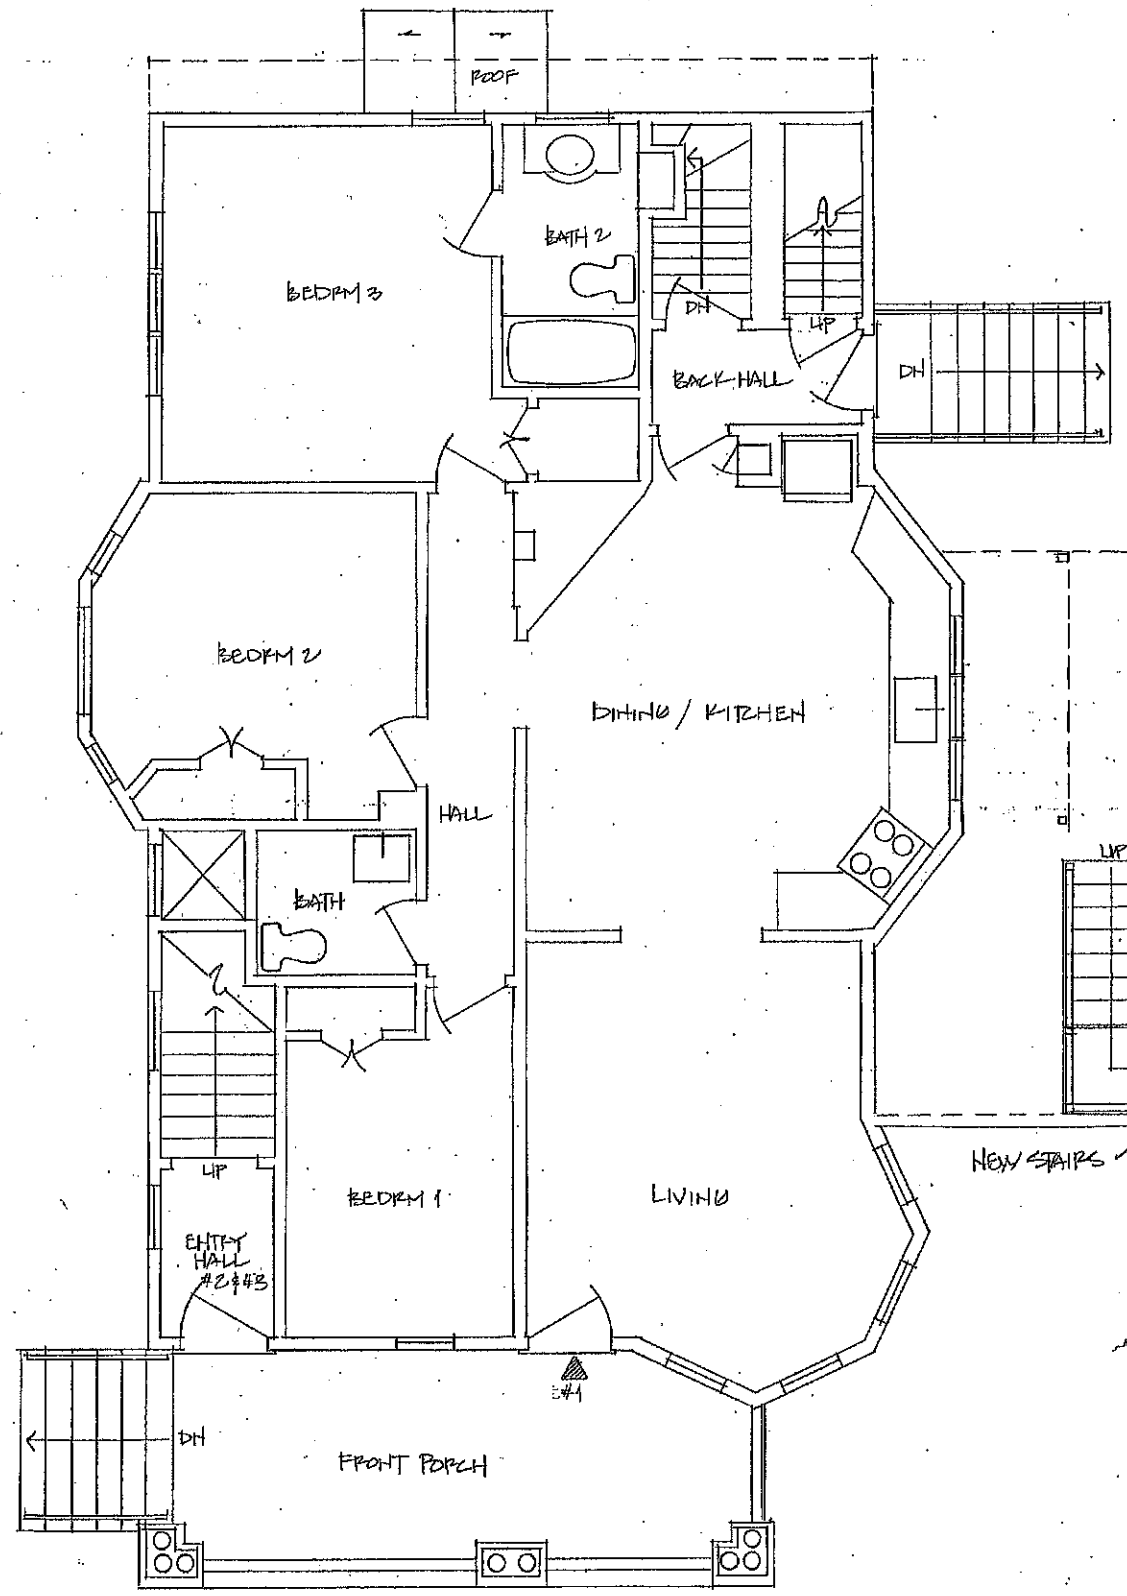 ROOF
BATH 2
BEDRM 3
DN
UP
BACK HALL
DN
BEDRM 2
DINING / KITCHEN
HALL
UP
BATH
NEW STAIRS
UP
BEDRM 1
LIVING
ENTRY
HALL
#2 & #3
#1
DN
FRONT PORCH